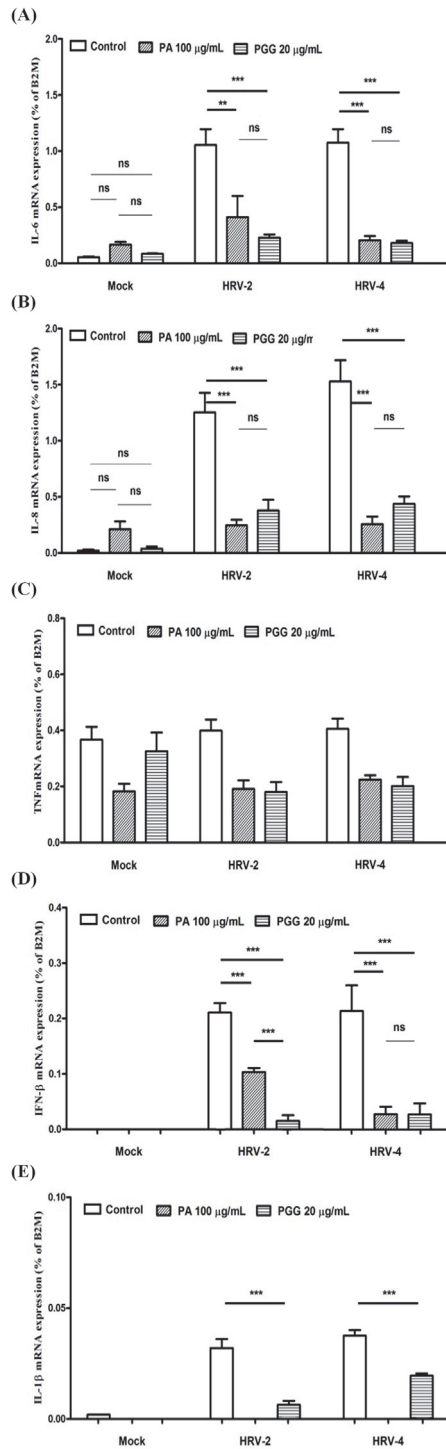 (A)
Control PA 100 μg/mL PGG 20 μg/mL
IL-6 mRNA expression (% of B2M)
2.0
1.5
1.0
0.5
0.0
ns
ns
ns
***
**
ns
***
***
ns
Mock HRV-2 HRV-4
(B)
Control PA 100 μg/mL PGG 20 μg/m
IL-8 mRNA expression (% of B2M)
2.0
1.5
1.0
0.5
0.0
ns
ns
ns
***
***
ns
***
***
ns
Mock HRV-2 HRV-4
(C)
Control PA 100 μg/mL PGG 20 μg/mL
TNFmRNA expression (% of B2M)
0.8
0.6
0.4
0.2
0.0
Mock HRV-2 HRV-4
(D)
Control PA 100 μg/mL PGG 20 μg/mL
IFN-β mRNA expression (% of B2M)
0.4
0.3
0.2
0.1
0.0
***
***
***
***
***
ns
Mock HRV-2 HRV-4
(E)
Control PA 100 μg/mL PGG 20 μg/mL
IL-1β mRNA expression (% of B2M)
0.10
0.05
0.00
***
***
Mock HRV-2 HRV-4